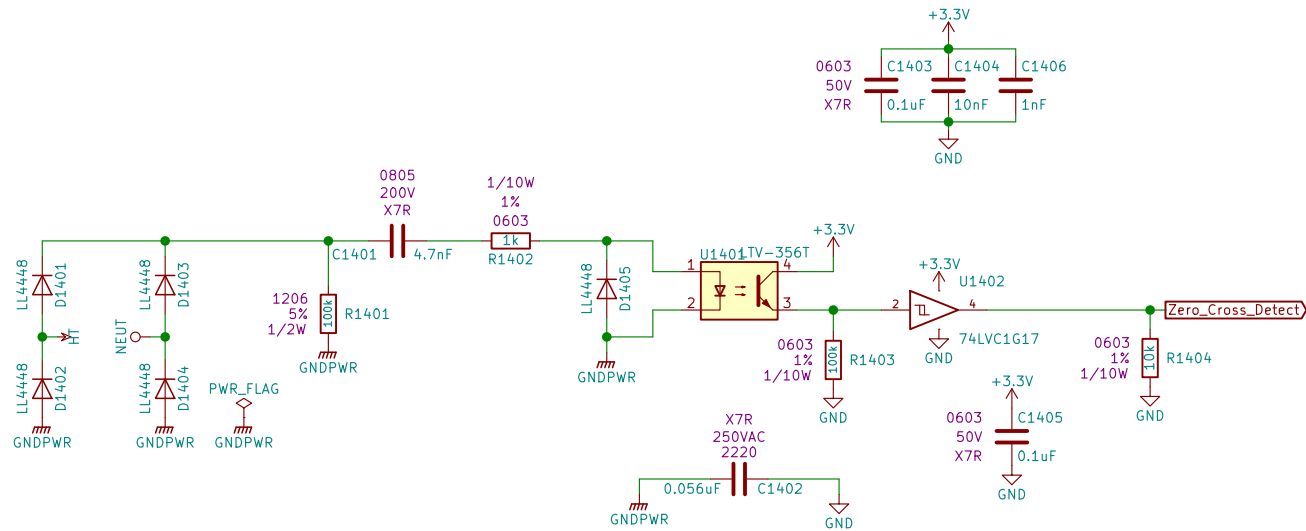 +3.3V
0603
50V
X7R
C1403
0.1uF
C1404
10nF
C1406
1nF
GND
0805
200V
X7R
C1401
4.7nF
1/10W
1%
0603
1k
R1402
LL4448
D1401
LL4448
D1403
HT
NEUT
LL4448
D1402
LL4448
D1404
GNDPWR
GNDPWR
PWR_FLAG
GNDPWR
1206
5%
1/2W
100k
R1401
GNDPWR
LL4448
D1405
GNDPWR
U1401
LTV-356T
1
2
4
3
+3.3V
0603
1%
1/10W
100k
R1403
GND
+3.3V
U1402
2
4
GND
74LVC1G17
Zero_Cross_Detect
0603
1%
1/10W
10k
R1404
GND
X7R
250VAC
2220
0.056uF
C1402
GNDPWR
GND
+3.3V
0603
50V
X7R
C1405
0.1uF
GND